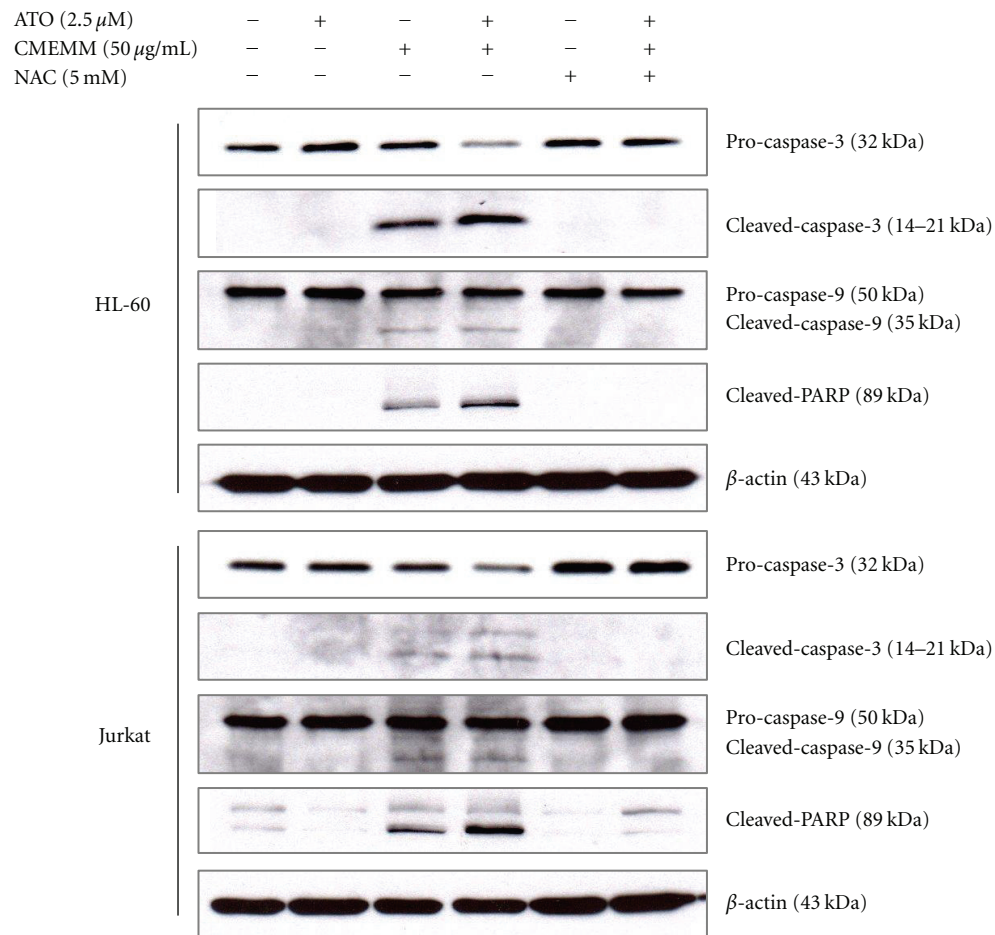 ATO (2.5 μM) − + − + − +
CMEMM (50 μg/mL) − − + + − +
NAC (5 mM) − − − − + +
Pro-caspase-3 (32 kDa)
Cleaved-caspase-3 (14–21 kDa)
HL-60
Pro-caspase-9 (50 kDa)
Cleaved-caspase-9 (35 kDa)
Cleaved-PARP (89 kDa)
β-actin (43 kDa)
Pro-caspase-3 (32 kDa)
Cleaved-caspase-3 (14–21 kDa)
Jurkat
Pro-caspase-9 (50 kDa)
Cleaved-caspase-9 (35 kDa)
Cleaved-PARP (89 kDa)
β-actin (43 kDa)